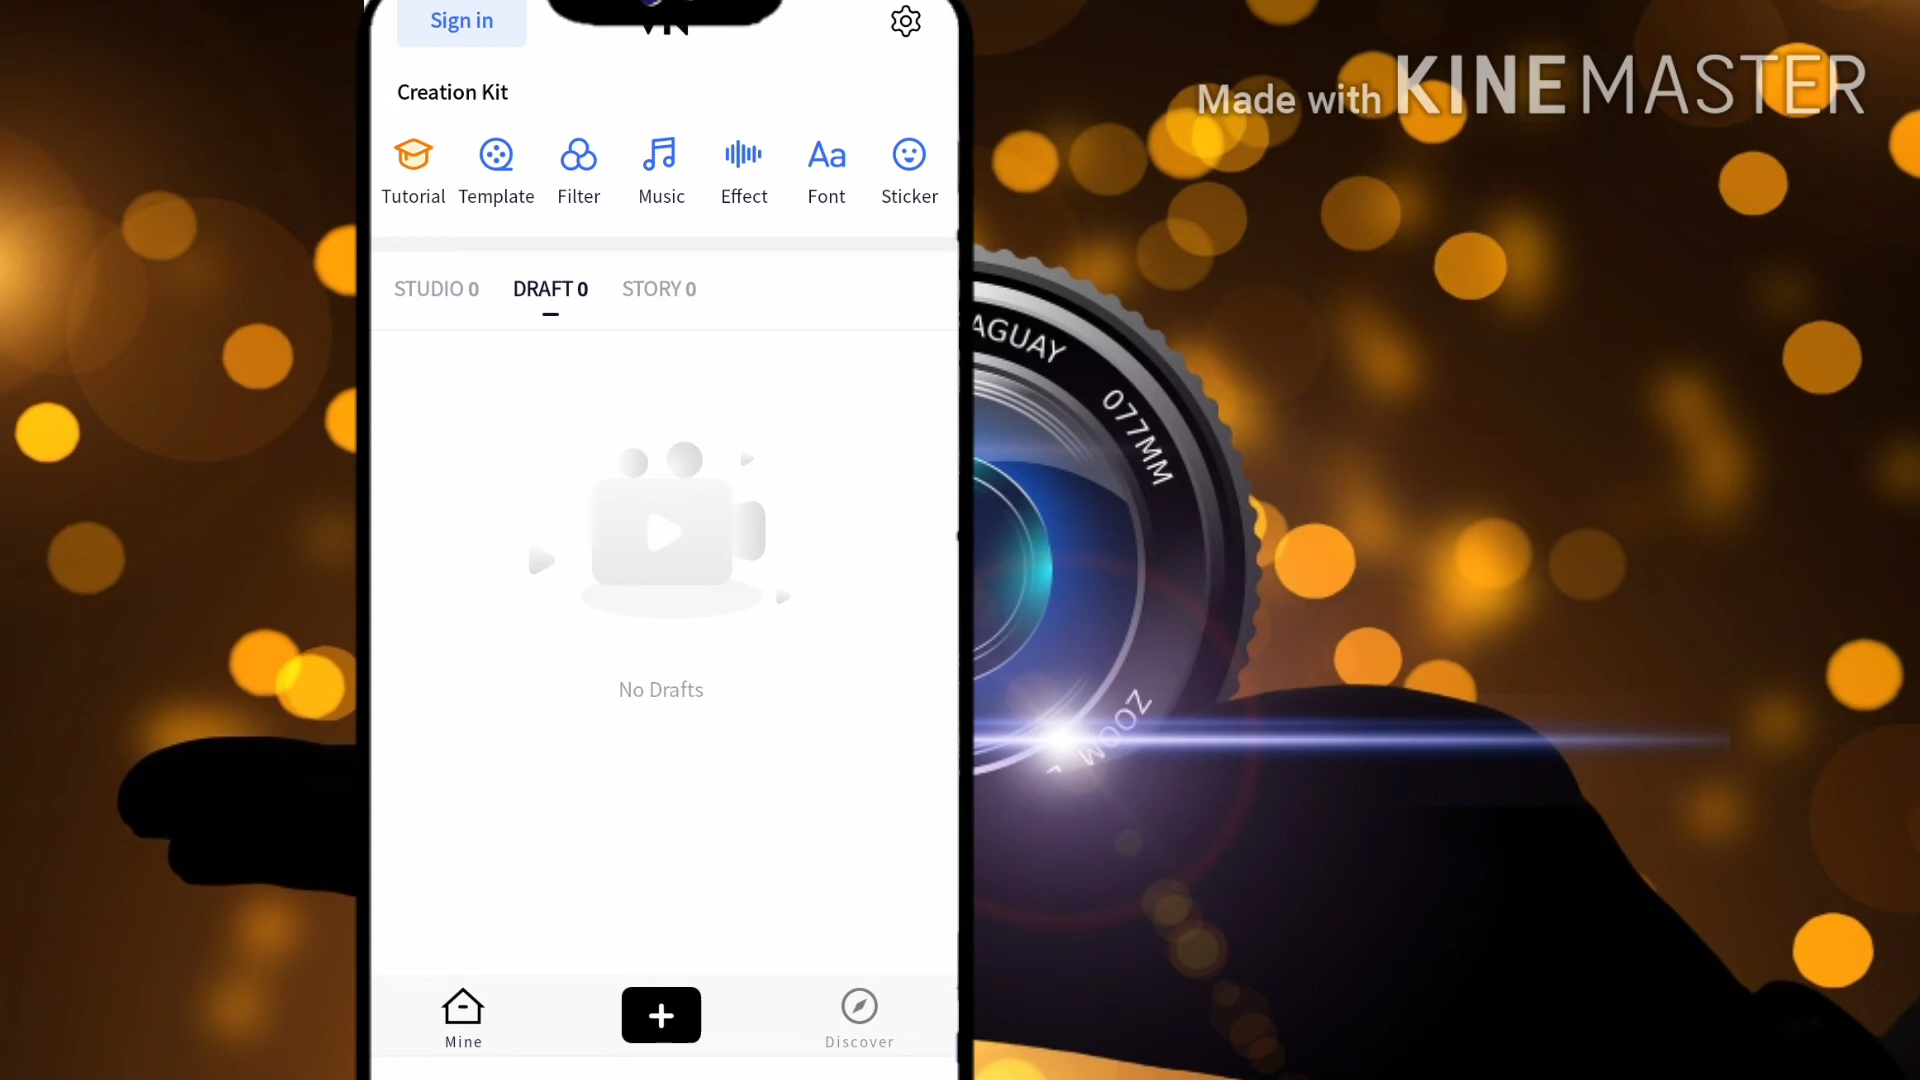 Sign in
VN
Made with KINEMASTER
Creation Kit
Tutorial Template Filter Music Effect Font Sticker
STUDIO 0 DRAFT 0 STORY 0
AGUAY
077MM
ZOOM
No Drafts
Mine
Discover